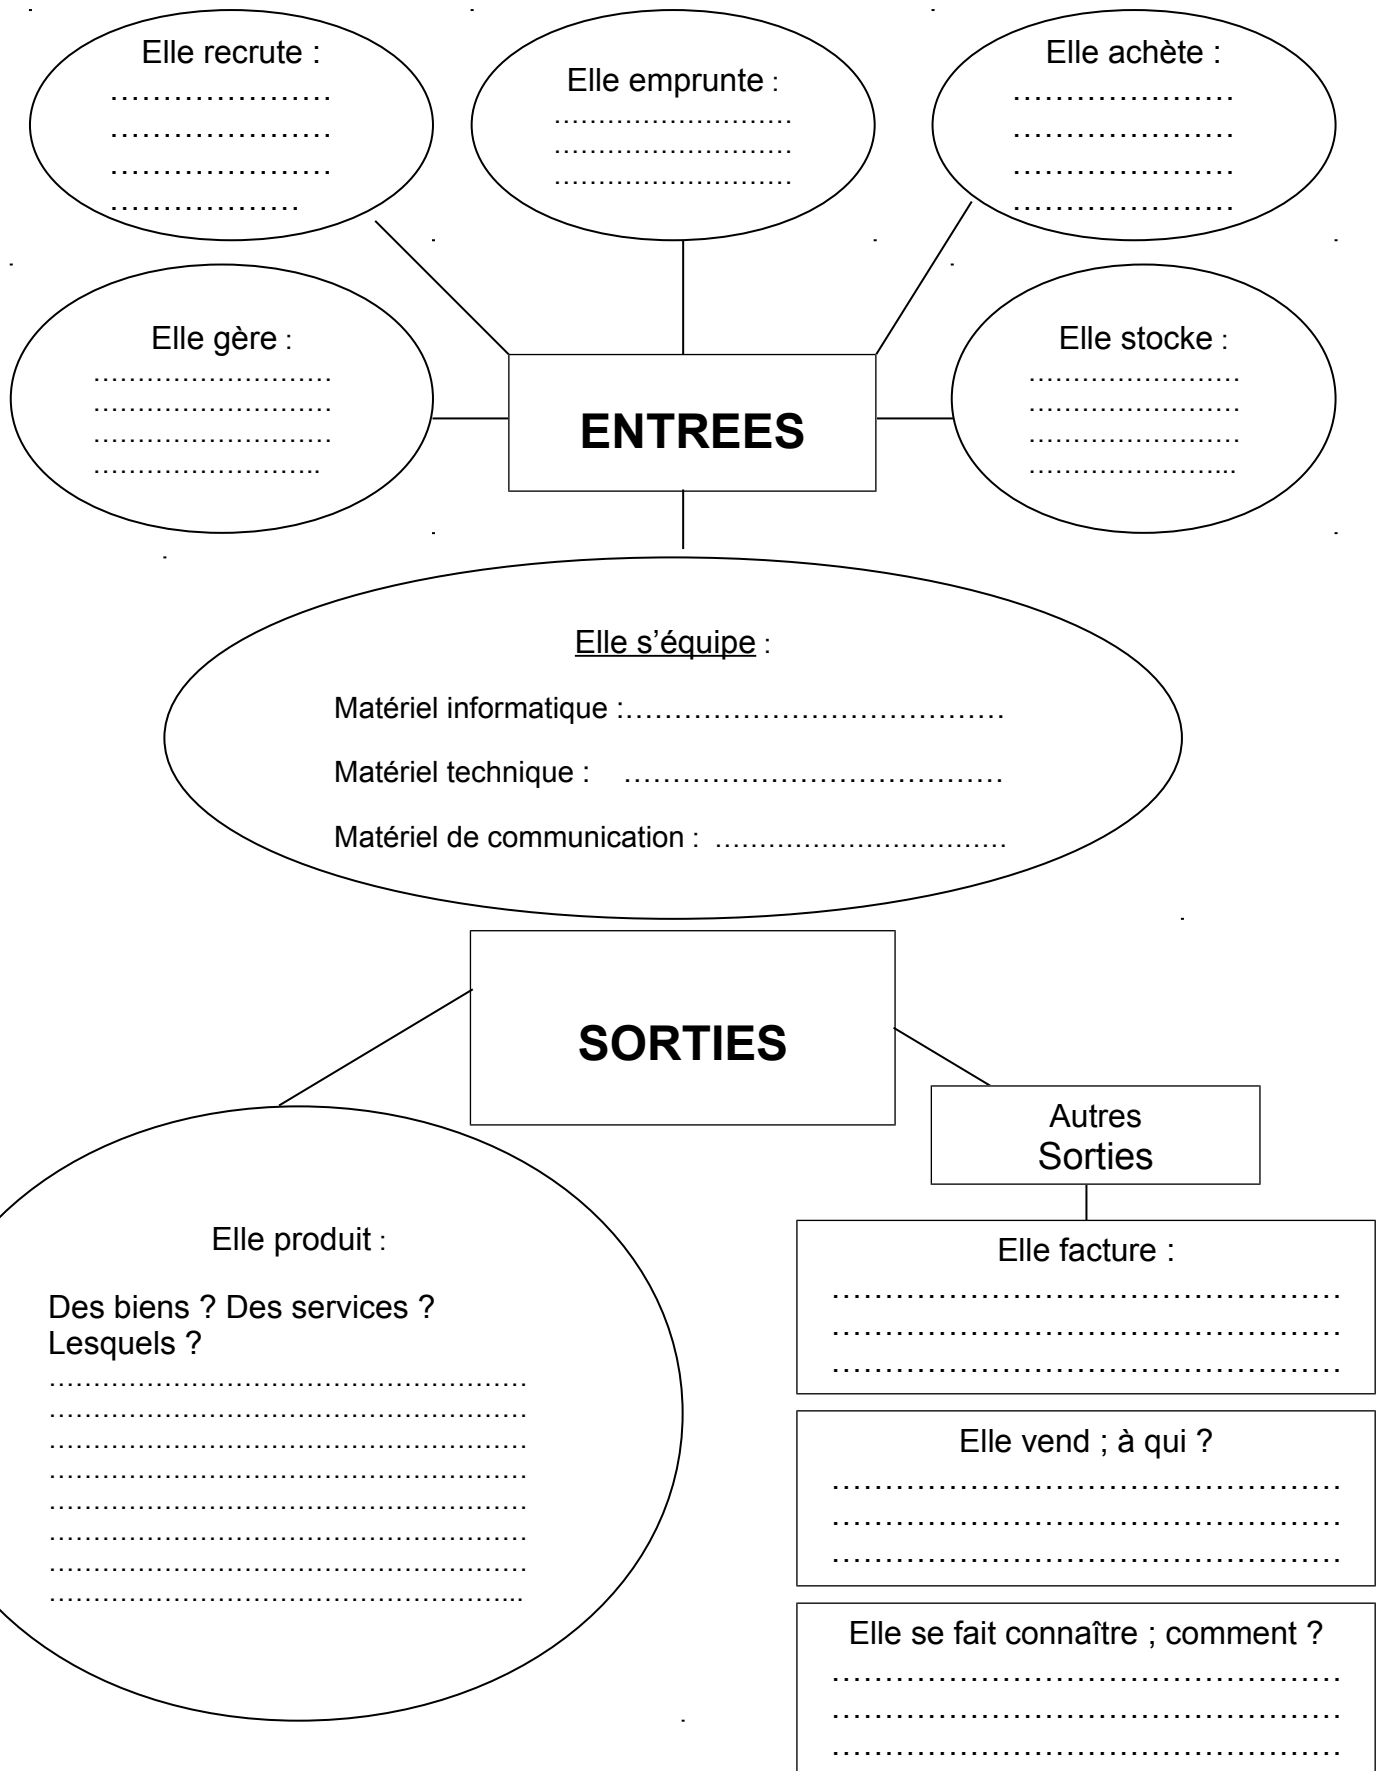 Elle recrute :
…………………
…………………
…………………
………………
Elle emprunte :
………………………
………………………
………………………
Elle achète :
…………………
…………………
…………………
…………………
Elle gère :
………………………
………………………
………………………
……………………..
Elle stocke :
……………………
……………………
……………………
…………………...
ENTREES
Elle s’équipe :
Matériel informatique :…………………………………
Matériel technique : …………………………………
Matériel de communication : ……………………………
SORTIES
Autres
Sorties
Elle produit :
Des biens ? Des services ?
Lesquels ?
………………………………………………
………………………………………………
………………………………………………
………………………………………………
………………………………………………
………………………………………………
………………………………………………
……………………………………………...
Elle facture :
…………………………………………
…………………………………………
…………………………………………
Elle vend ; à qui ?
…………………………………………
…………………………………………
…………………………………………
Elle se fait connaître ; comment ?
…………………………………………
…………………………………………
…………………………………………